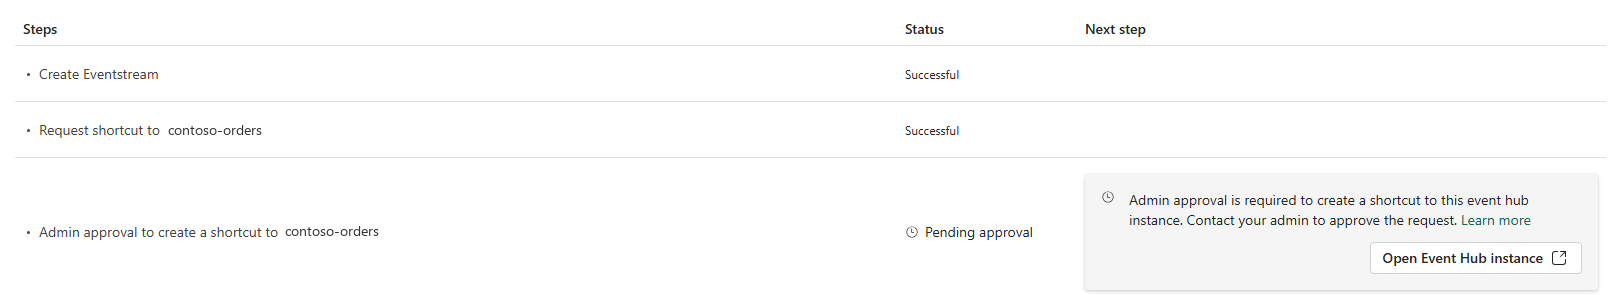 Steps Status Next step
• Create Eventstream Successful
• Request shortcut to contoso-orders Successful
• Admin approval to create a shortcut to contoso-orders Pending approval
Admin approval is required to create a shortcut to this event hub
instance. Contact your admin to approve the request. Learn more
Open Event Hub instance